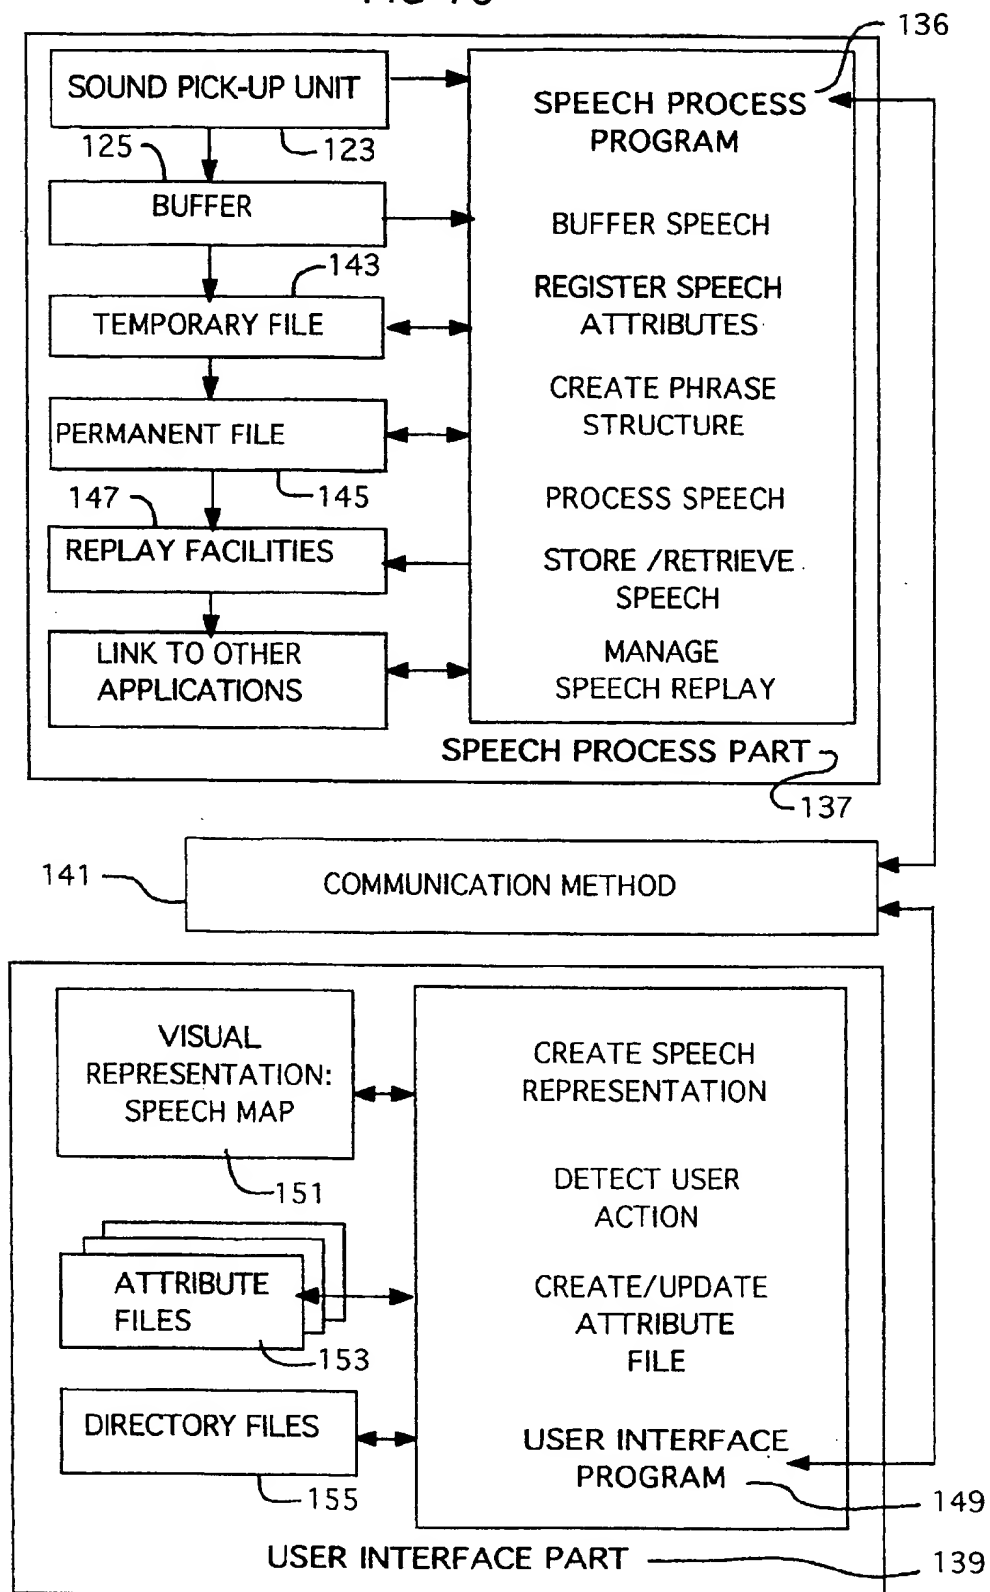 136
SOUND PICK-UP UNIT
123
125
BUFFER
143
TEMPORARY FILE
PERMANENT FILE
145
147
REPLAY FACILITIES
LINK TO OTHER
APPLICATIONS
SPEECH PROCESS
PROGRAM
BUFFER SPEECH
REGISTER SPEECH
ATTRIBUTES
CREATE PHRASE
STRUCTURE
PROCESS SPEECH
STORE /RETRIEVE
SPEECH
MANAGE
SPEECH REPLAY
SPEECH PROCESS PART
137
141
COMMUNICATION METHOD
VISUAL
REPRESENTATION:
SPEECH MAP
151
ATTRIBUTE
FILES
153
DIRECTORY FILES
155
CREATE SPEECH
REPRESENTATION
DETECT USER
ACTION
CREATE/UPDATE
ATTRIBUTE
FILE
USER INTERFACE
PROGRAM
149
USER INTERFACE PART
139